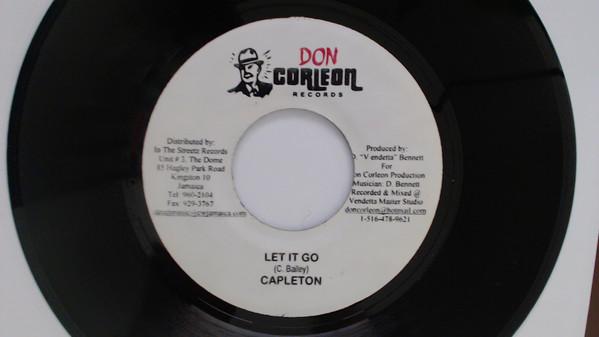 DON
CORLEON
RECORDS
Distributed by:
In The Streetz Records
Unit # 3, The Dome
85 Hagley Park Road
Kingston 10
Jamaica
Tel: 960-2104
Fax 929-3767
Produced by:
D. "Vendetta" Bennett
For
Don Corleon Production
Musician: D. Bennett
Recorded & Mixed @
Vendetta Master Studio
doncorleon@hotmail.com
1-516-478-9621
LET IT GO
(C. Bailey)
CAPLETON